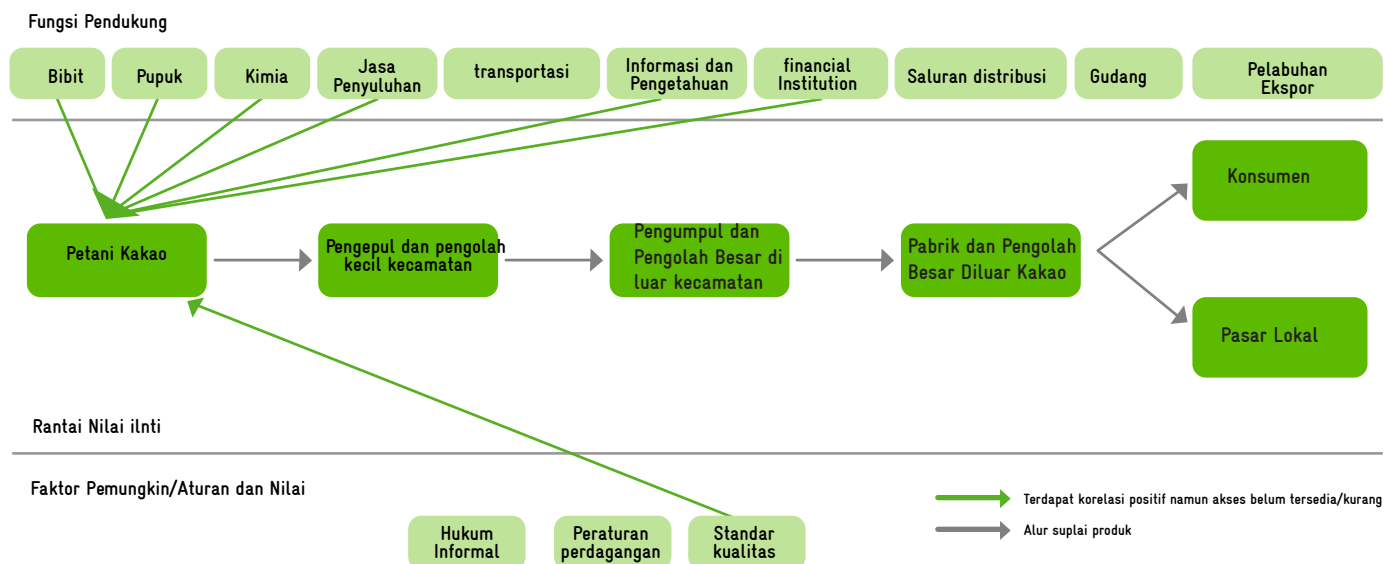 Fungsi Pendukung
Bibit
Pupuk
Kimia
Jasa
Penyuluhan
transportasi
Informasi dan
Pengetahuan
financial
Institution
Saluran distribusi
Gudang
Pelabuhan
Ekspor
Konsumen
Petani Kakao
Pengepul dan pengolah
kecil kecamatan
Pengumpul dan
Pengolah Besar di
luar kecamatan
Pabrik dan Pengolah
Besar Diluar Kakao
Pasar Lokal
Rantai Nilai ilnti
Faktor Pemungkin/Aturan dan Nilai
Hukum
Informal
Peraturan
perdagangan
Standar
kualitas
Terdapat korelasi positif namun akses belum tersedia/kurang
Alur suplai produk